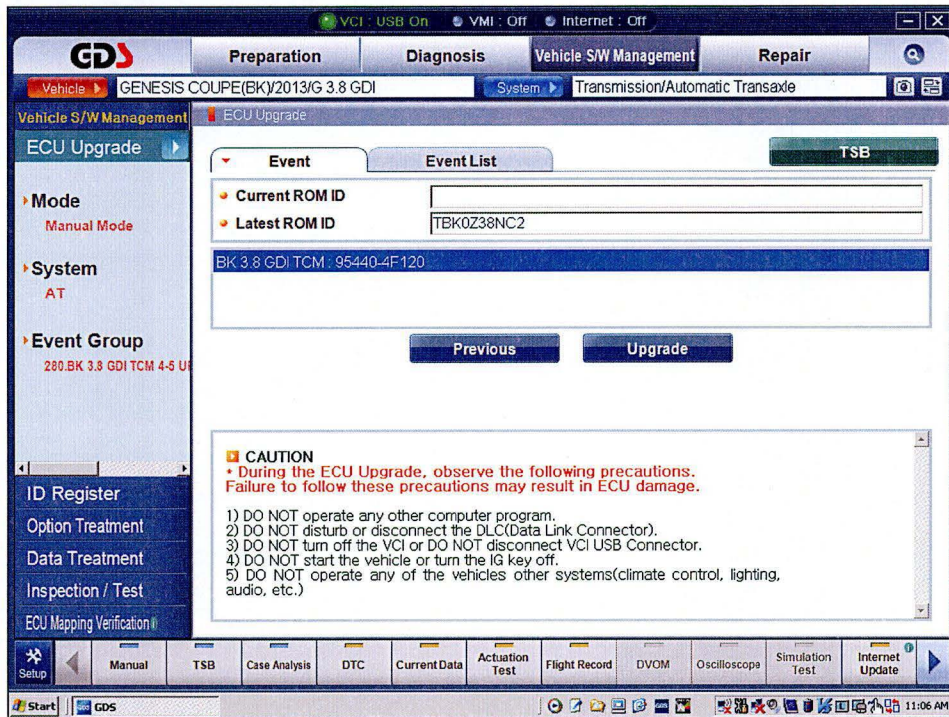 VCI : USB On VMI : Off Internet : Off
GDS Preparation Diagnosis Vehicle S/W Management Repair
Vehicle GENESIS COUPE(BK)/2013/G 3.8 GDI System Transmission/Automatic Transaxle
Vehicle S/W Management
ECU Upgrade
ECU Upgrade
Event Event List TSB
Current ROM ID
Latest ROM ID TBK0Z38NC2
BK 3.8 GDI TCM : 95440-4F120
Mode
Manual Mode
System
AT
Event Group
280.BK 3.8 GDI TCM 4-5 U
Previous Upgrade
CAUTION
• During the ECU Upgrade, observe the following precautions.
Failure to follow these precautions may result in ECU damage.
1) DO NOT operate any other computer program.
2) DO NOT disturb or disconnect the DLC(Data Link Connector).
3) DO NOT turn off the VCI or DO NOT disconnect VCI USB Connector.
4) DO NOT start the vehicle or turn the IG key off.
5) DO NOT operate any of the vehicles other systems(climate control, lighting,
audio, etc.)
ID Register
Option Treatment
Data Treatment
Inspection / Test
ECU Mapping Verification
Setup Manual TSB Case Analysis DTC Current Data Actuation Test Flight Record DVOM Oscilloscope Simulation Test Internet Update
Start GDS 11:06 AM